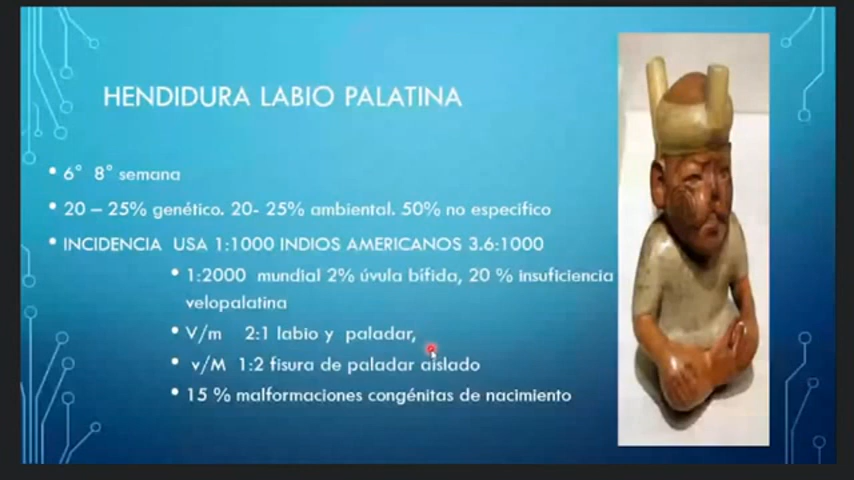 HENDIDURA LABIO PALATINA
• 6° 8° semana
• 20 – 25% genético. 20- 25% ambiental. 50% no especifico
• INCIDENCIA USA 1:1000 INDIOS AMERICANOS 3.6:1000
• 1:2000 mundial 2% úvula bífida, 20 % insuficiencia
velopalatina
• V/m 2:1 labio y paladar,
• v/M 1:2 fisura de paladar aislado
• 15 % malformaciones congénitas de nacimiento